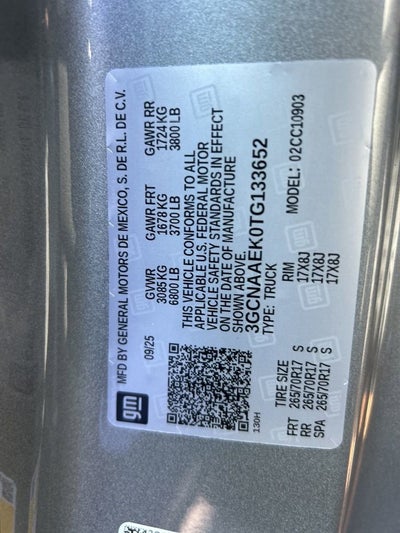 MFD BY GENERAL MOTORS DE MEXICO, S. DE R.L. DE C.V.
09/25
GVWR GAWR FRT GAWR RR
3085 KG 1678 KG 1724 KG
6800 LB 3700 LB 3800 LB
THIS VEHICLE CONFORMS TO ALL
APPLICABLE U.S. FEDERAL MOTOR
VEHICLE SAFETY STANDARDS IN EFFECT
ON THE DATE OF MANUFACTURE
SHOWN ABOVE.
3GCNAAEK0TG133652
TYPE: TRUCK MODEL: 02CC10903
gm
130H
TIRE SIZE RIM
FRT 265/70R17 S 17X8J
RR 265/70R17 S 17X8J
SPA 265/70R17 S 17X8J